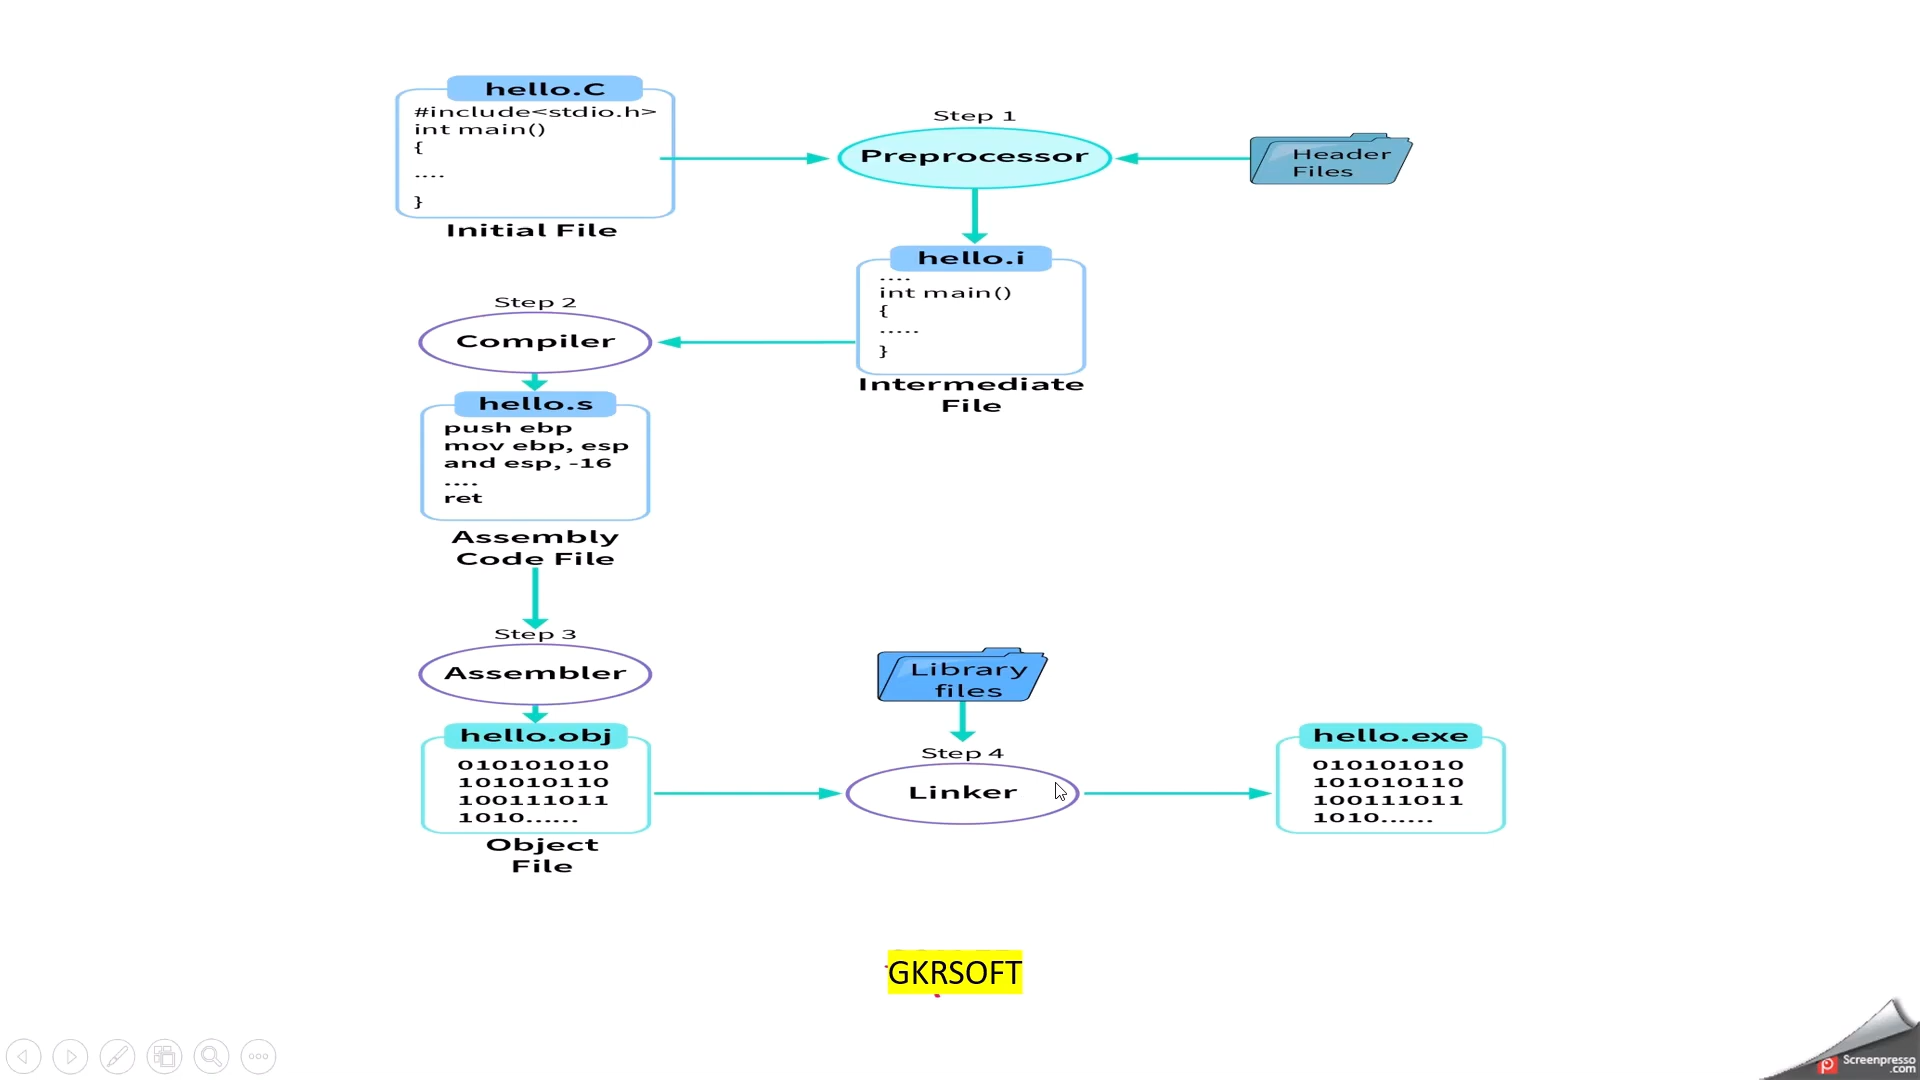 hello.C
#include<stdio.h>
int main()
{
....
}
Initial File
Step 1
Preprocessor
Header
Files
hello.i
....
int main()
{
.....
}
Intermediate
File
Step 2
Compiler
hello.s
push ebp
mov ebp, esp
and esp, -16
....
ret
Assembly
Code File
Step 3
Assembler
hello.obj
010101010
101010110
100111011
1010......
Object
File
Library
files
Step 4
Linker
hello.exe
010101010
101010110
100111011
1010......
GKRSOFT
Screenpresso
.com